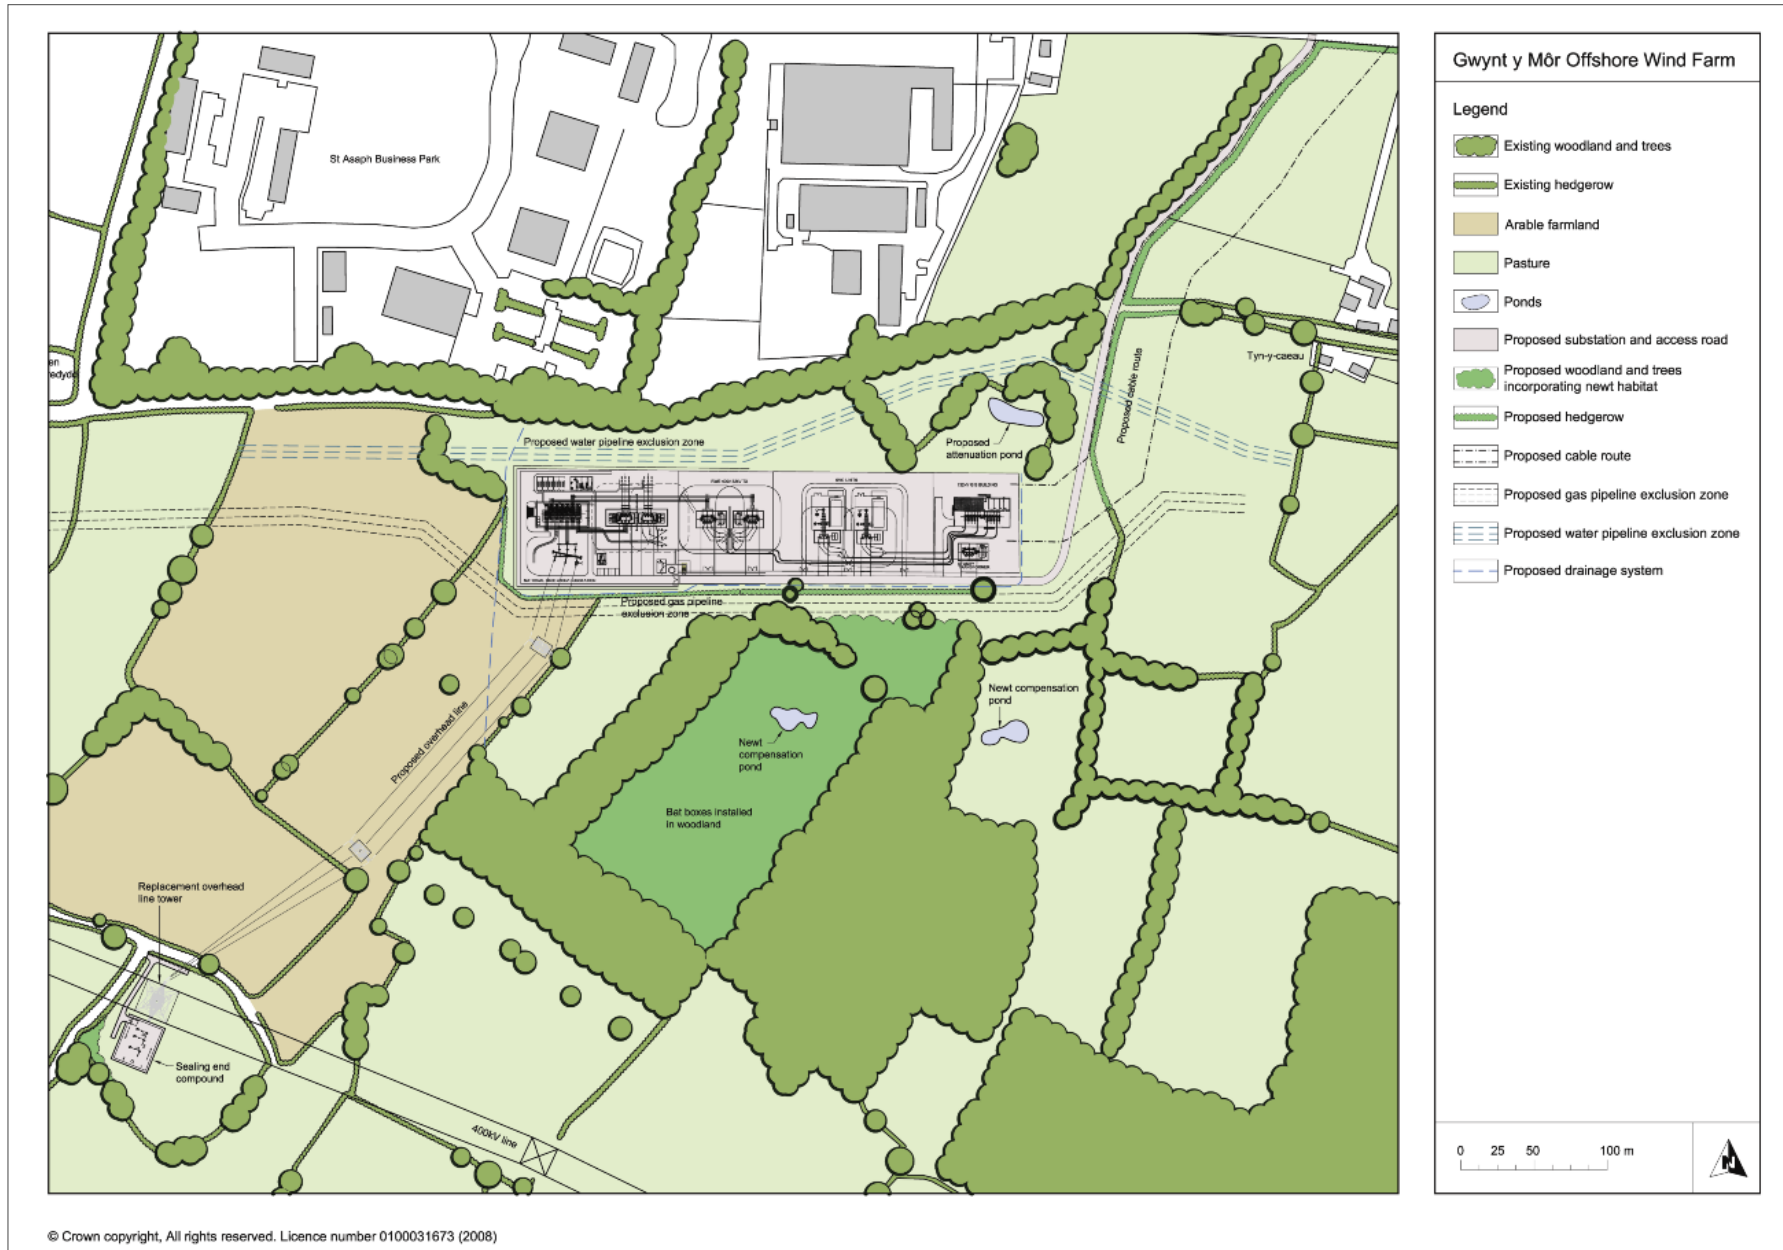 Gwynt y Môr Offshore Wind Farm
Legend
Existing woodland and trees
Existing hedgerow
Arable farmland
Pasture
Ponds
Proposed substation and access road
Proposed woodland and trees
incorporating newt habitat
Proposed hedgerow
Proposed cable route
Proposed gas pipeline exclusion zone
Proposed water pipeline exclusion zone
Proposed drainage system
0 25 50 100 m
N
St Asaph Business Park
Tyn-y-caeau
Proposed cable route
Proposed water pipeline exclusion zone
Proposed
attenuation pond
Proposed gas pipeline
exclusion zone
Proposed overhead line
Newt compensation
pond
Newt
compensation
pond
Bat boxes installed
in woodland
Replacement overhead
line tower
Sealing end
compound
400kV line
© Crown copyright, All rights reserved. Licence number 0100031673 (2008)